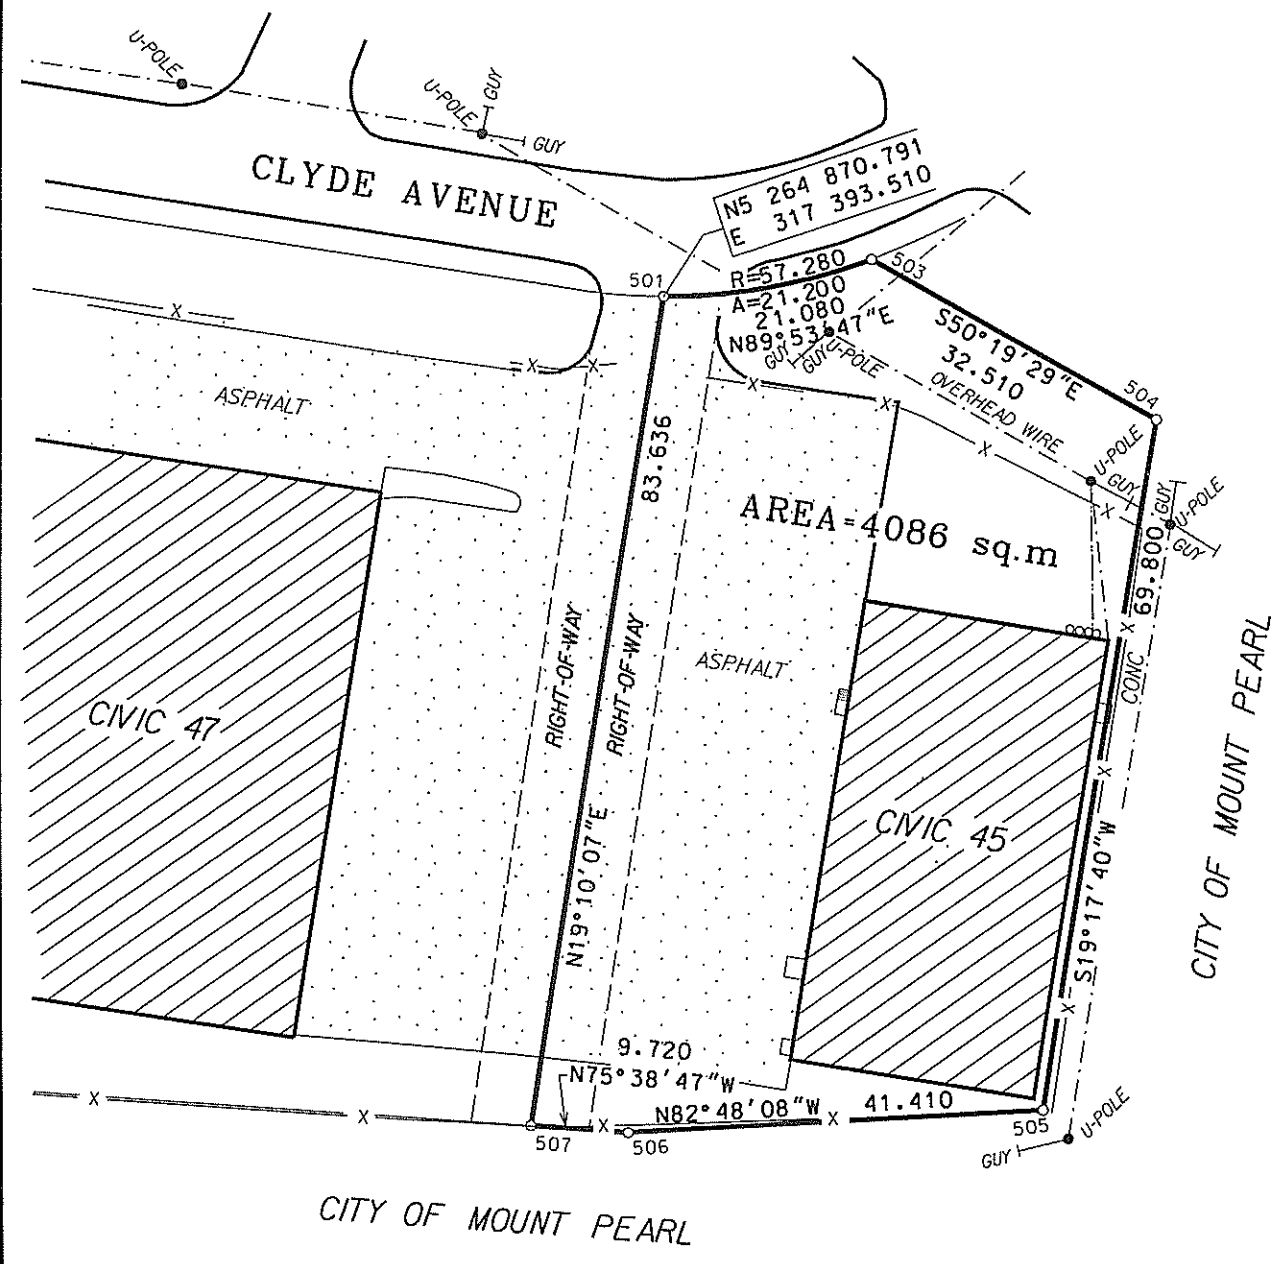 U-POLE
U-POLE
GUY
GUY
CLYDE AVENUE
N5 264 870.791
E 317 393.510
501
R=57.280
A=21.200
21.080
N89°53'47"E
503
GUY
GUY
U-POLE
S50°19'29"E
32.510
OVERHEAD WIRE
504
U-POLE
GUY
GUY
U-POLE
GUY
X
X
X
X
X
X
X
ASPHALT
83.636
AREA=4086 sq.m
69.800
X
CONC
RIGHT-OF-WAY
RIGHT-OF-WAY
ASPHALT
CIVIC 47
CIVIC 45
X
CITY OF MOUNT PEARL
N19°10'07"E
S19°17'40"W
X
9.720
N75°38'47"W
N82°48'08"W
41.410
X
X
X
X
507
506
505
GUY
U-POLE
CITY OF MOUNT PEARL